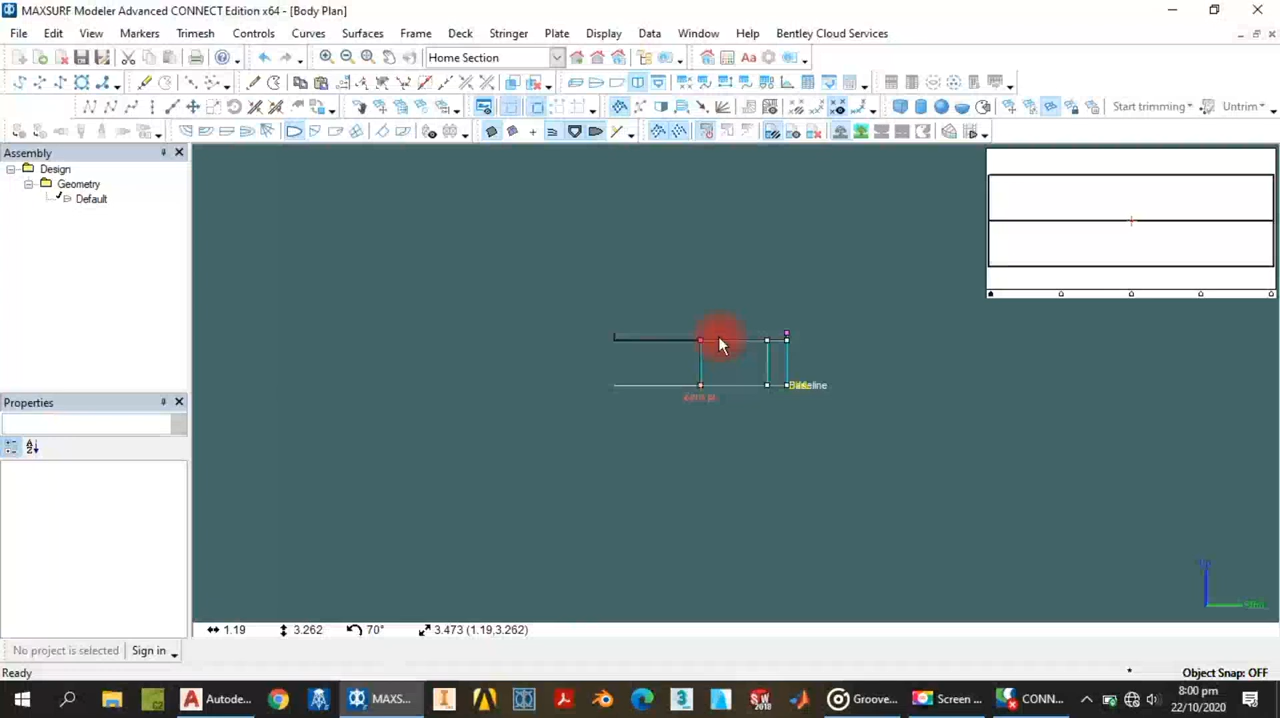 MAXSURF Modeler Advanced CONNECT Edition x64 - [Body Plan]
File Edit View Markers Trimesh Controls Curves Surfaces Frame Deck Stringer Plate Display Data Window Help Bentley Cloud Services
Home Section
Aa
Start trimming Untrim
Assembly
Design
Geometry
Default
Properties
Baseline
Zero pt.
1.19 3.262 70° 3.473 (1.19,3.262)
No project is selected Sign in
Ready
Object Snap: OFF
Autode... MAXS... Groove... Screen ... CONN...
8:00 pm
22/10/2020